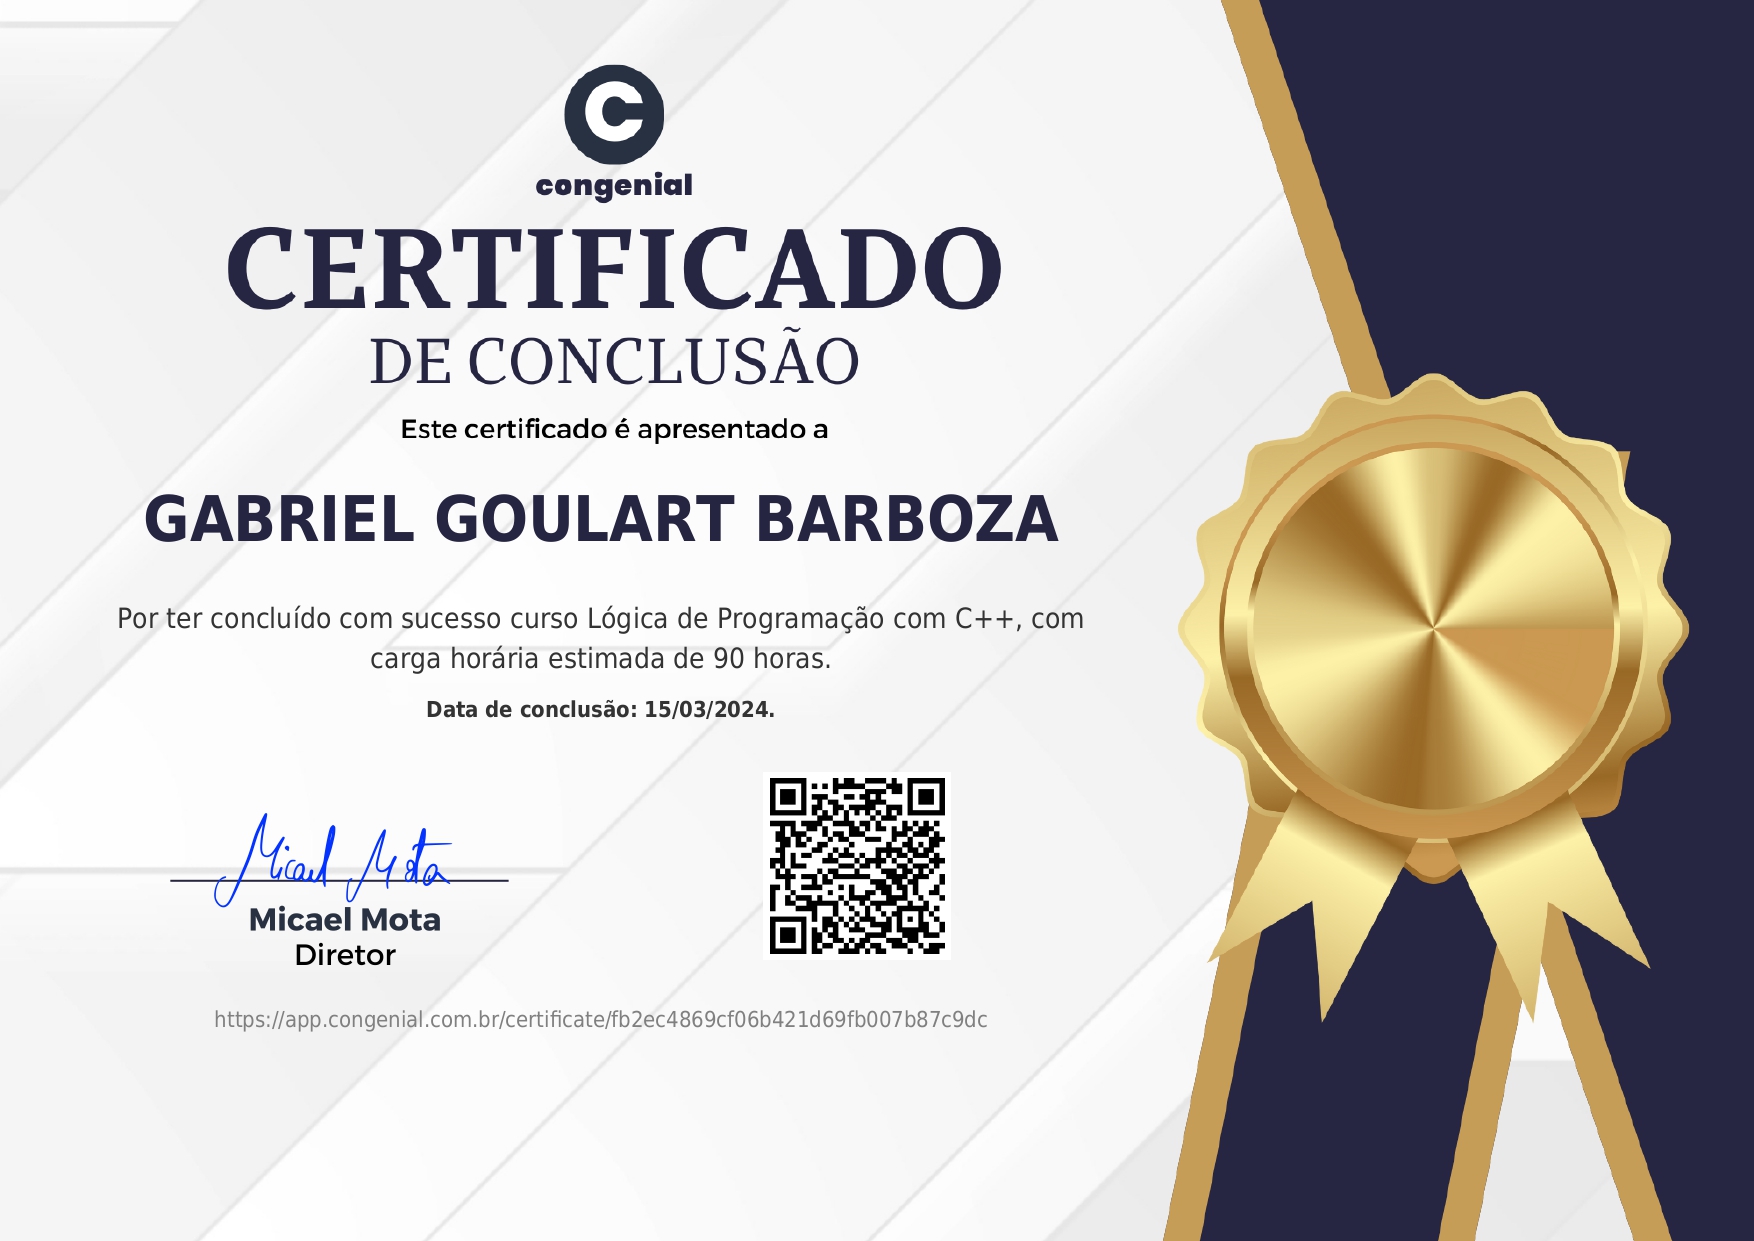 congenial
CERTIFICADO
DE CONCLUSÃO
Este certificado é apresentado a
GABRIEL GOULART BARBOZA
Por ter concluído com sucesso curso Lógica de Programação com C++, com
carga horária estimada de 90 horas.
Data de conclusão: 15/03/2024.
Micael Mota
Micael Mota
Diretor
https://app.congenial.com.br/certificate/fb2ec4869cf06b421d69fb007b87c9dc